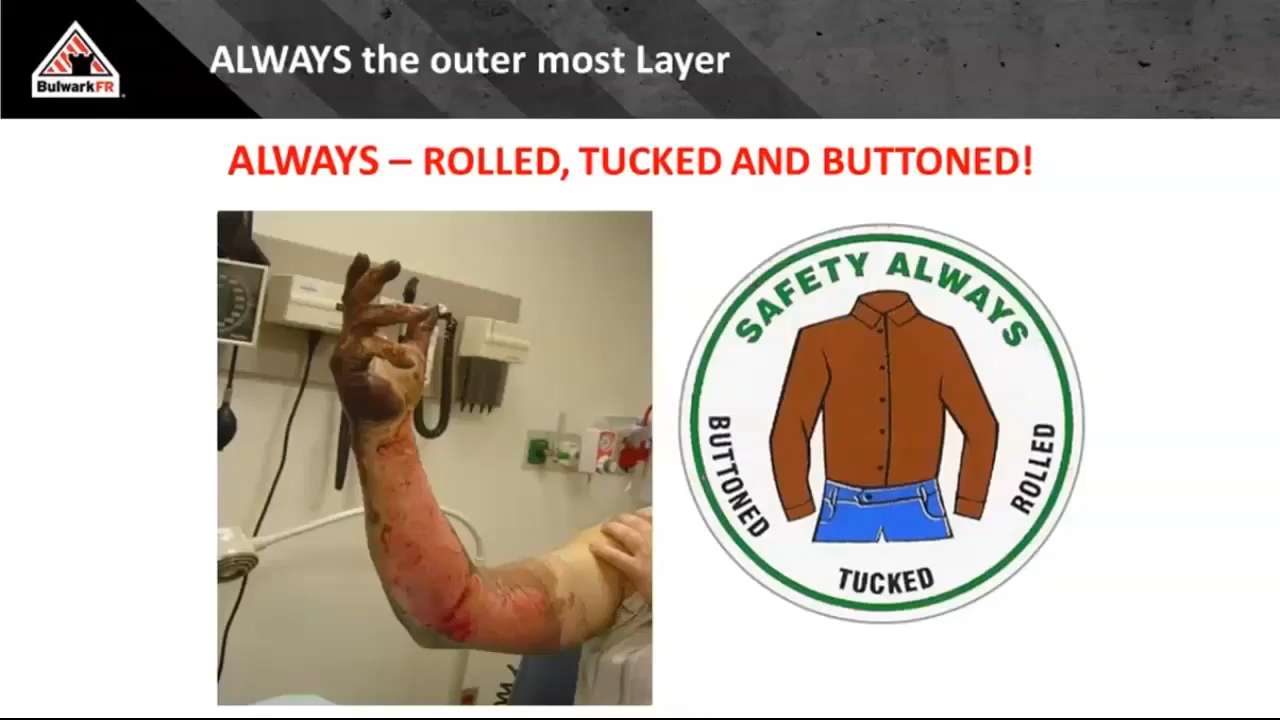 ALWAYS the outer most Layer
BulwarkFR
ALWAYS – ROLLED, TUCKED AND BUTTONED!
SAFETY ALWAYS
BUTTONED
ROLLED
TUCKED